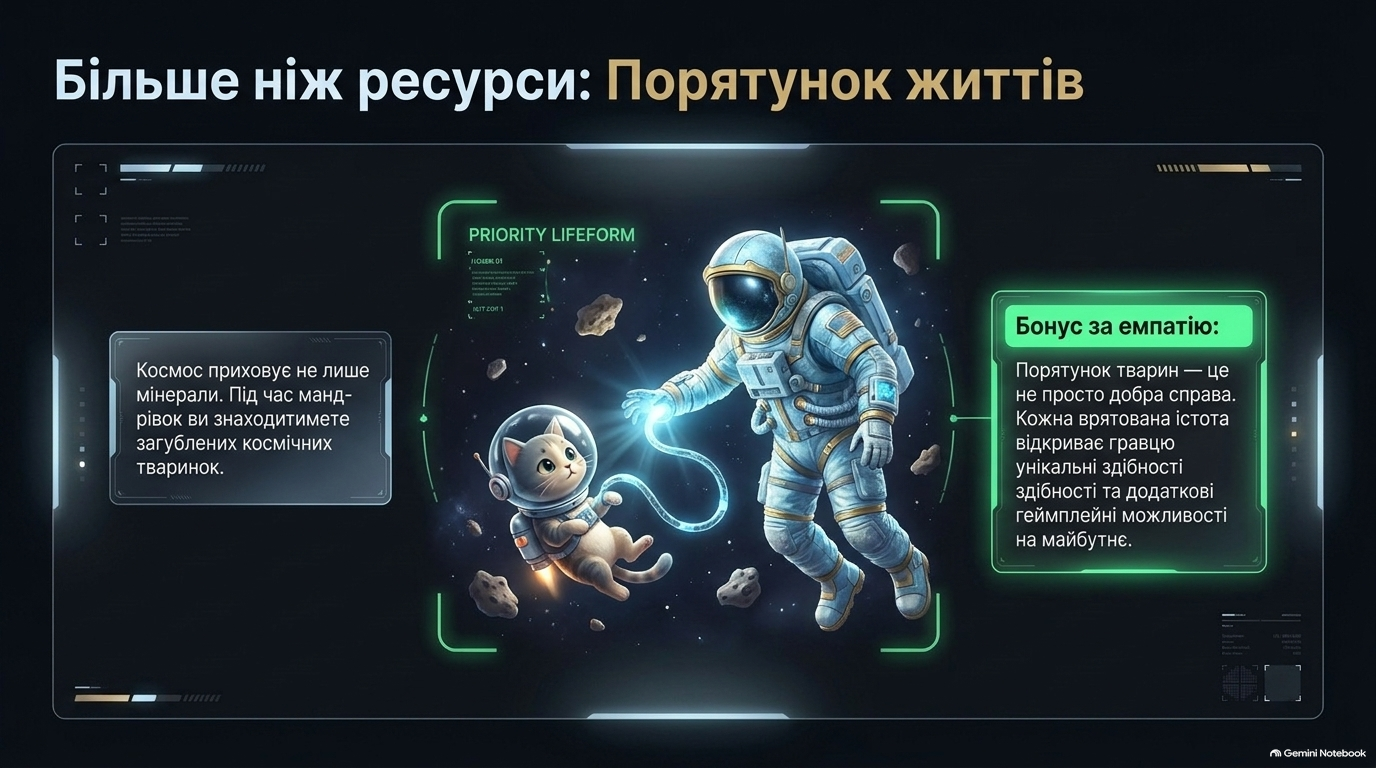 Більше ніж ресурси: Порятунок життів
PRIORITY LIFEFORM
Космос приховує не лише
мінерали. Під час манд-
рівок ви знаходитимете
загублених космічних
тваринок.
Бонус за емпатію:
Порятунок тварин — це
не просто добра справа.
Кожна врятована істота
відкриває гравцю
унікальні здібності
здібності та додаткові
геймплейні можливості
на майбутнє.
Gemini Notebook